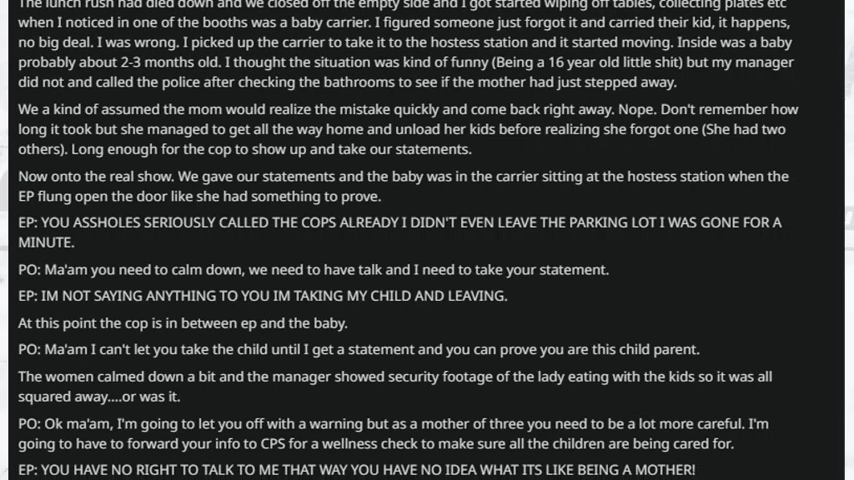 The lunch rush had died down and we closed off the empty side and I got started wiping off tables, collecting plates etc
when I noticed in one of the booths was a baby carrier. I figured someone just forgot it and carried their kid, it happens,
no big deal. I was wrong. I picked up the carrier to take it to the hostess station and it started moving. Inside was a baby
probably about 2-3 months old. I thought the situation was kind of funny (Being a 16 year old little shit) but my manager
did not and called the police after checking the bathrooms to see if the mother had just stepped away.
We a kind of assumed the mom would realize the mistake quickly and come back right away. Nope. Don't remember how
long it took but she managed to get all the way home and unload her kids before realizing she forgot one (She had two
others). Long enough for the cop to show up and take our statements.
Now onto the real show. We gave our statements and the baby was in the carrier sitting at the hostess station when the
EP flung open the door like she had something to prove.
EP: YOU ASSHOLES SERIOUSLY CALLED THE COPS ALREADY I DIDN'T EVEN LEAVE THE PARKING LOT I WAS GONE FOR A
MINUTE.
PO: Ma'am you need to calm down, we need to have talk and I need to take your statement.
EP: IM NOT SAYING ANYTHING TO YOU IM TAKING MY CHILD AND LEAVING.
At this point the cop is in between ep and the baby.
PO: Ma'am I can't let you take the child until I get a statement and you can prove you are this child parent.
The women calmed down a bit and the manager showed security footage of the lady eating with the kids so it was all
squared away....or was it.
PO: Ok ma'am, I'm going to let you off with a warning but as a mother of three you need to be a lot more careful. I'm
going to have to forward your info to CPS for a wellness check to make sure all the children are being cared for.
EP: YOU HAVE NO RIGHT TO TALK TO ME THAT WAY YOU HAVE NO IDEA WHAT ITS LIKE BEING A MOTHER!